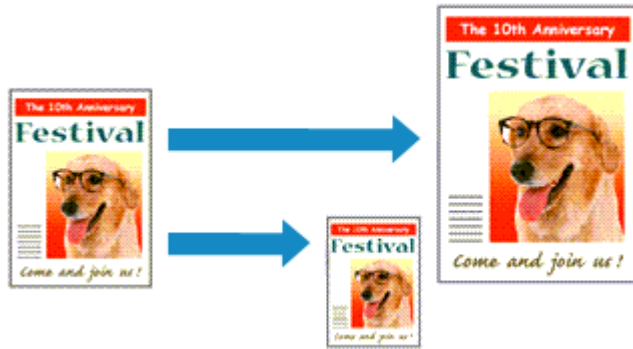 The 10th Anniversary
Festival
Come and join us !
The 10th Anniversary
Festival
Come and join us !
The 10th Anniversary
Festival
Come and join us !